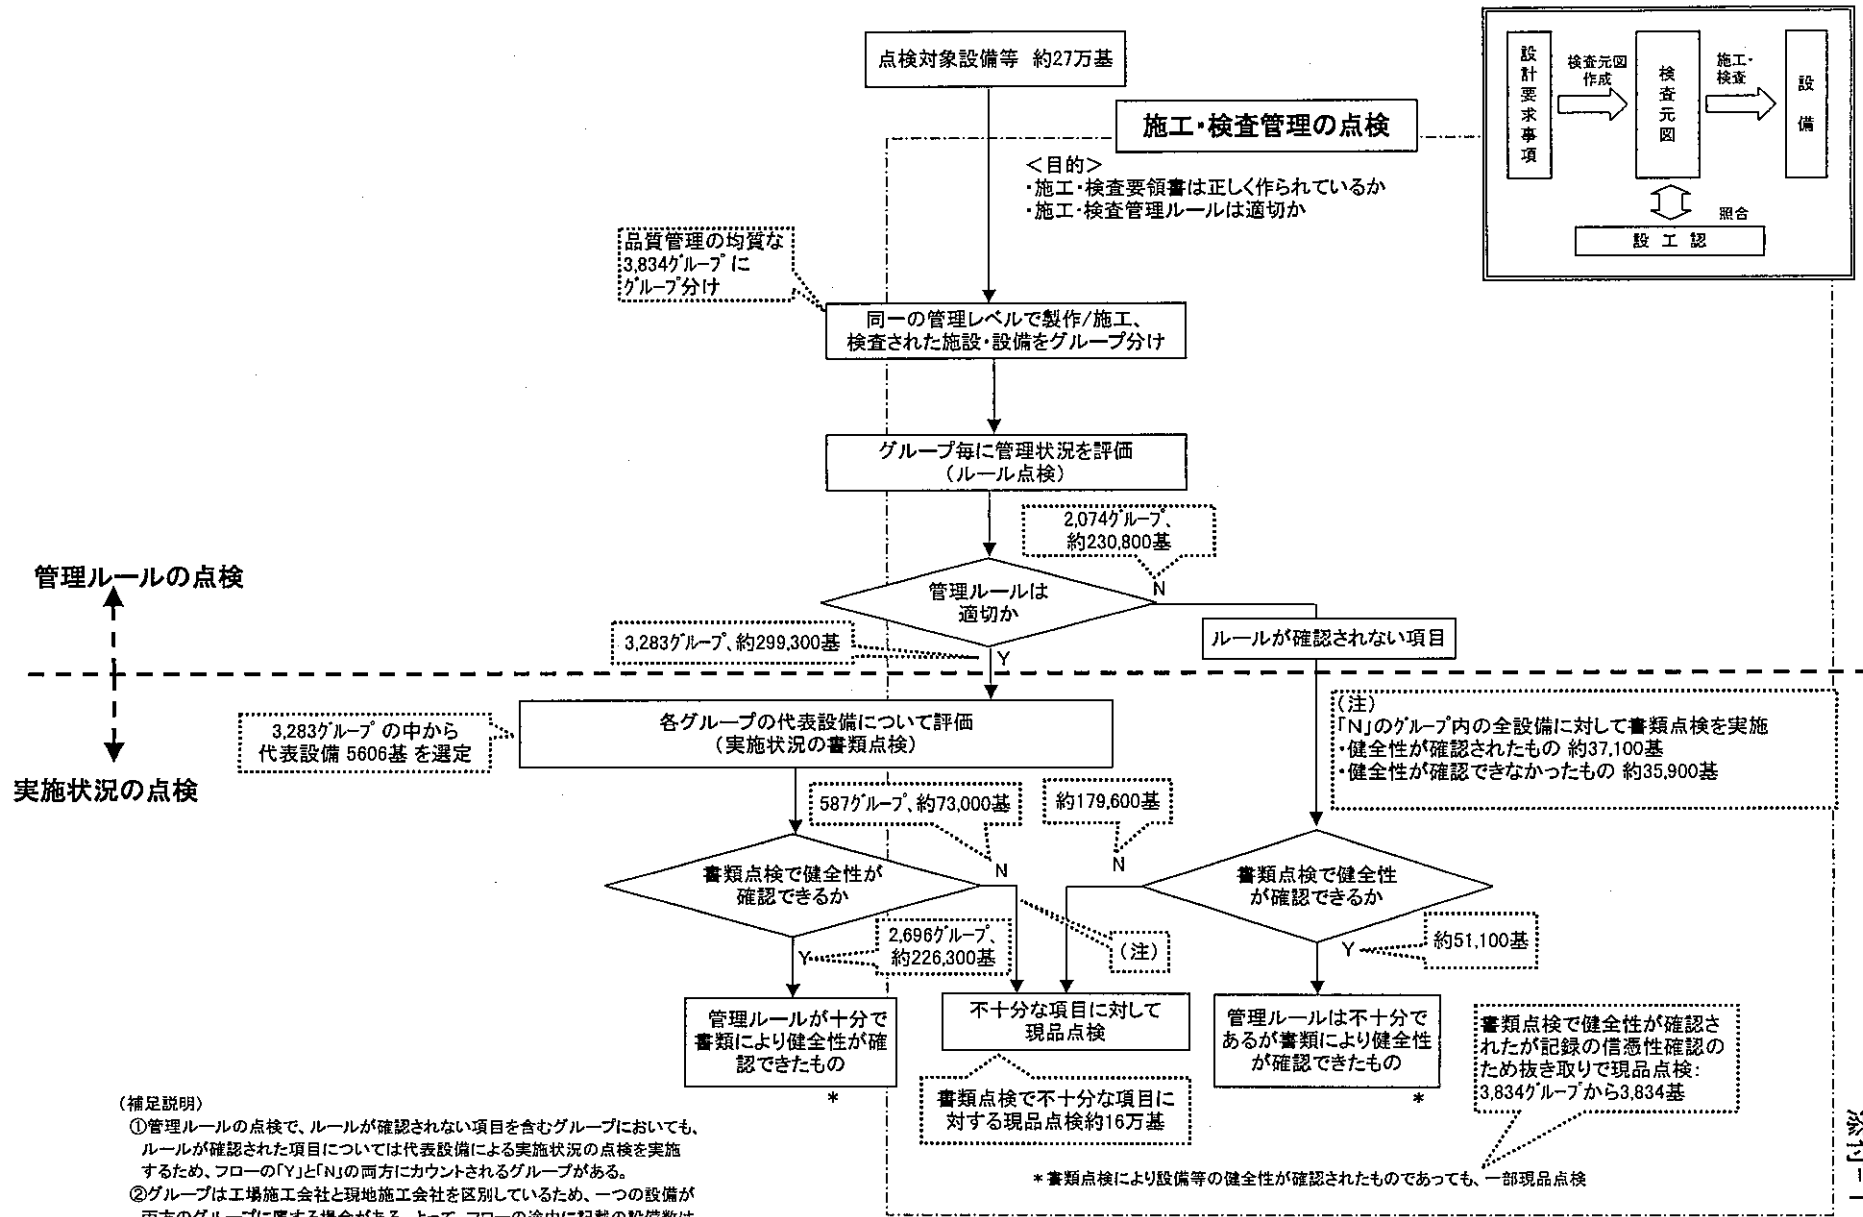 点検対象設備等 約27万基
施工・検査管理の点検
<目的>
・施工・検査要領書は正しく作られているか
・施工・検査管理ルールは適切か
設計要求事項
検査元図
作成
検査元図
施工・
検査
設備
照合
設工認
品質管理の均質な
3,834グループに
グループ分け
同一の管理レベルで製作/施工、
検査された施設・設備をグループ分け
グループ毎に管理状況を評価
(ルール点検)
2,074グループ、
約230,800基
管理ルールの点検
管理ルールは
適切か
N
3,283グループ、約299,300基
Y
ルールが確認されない項目
実施状況の点検
3,283グループの中から
代表設備 5606基 を選定
各グループの代表設備について評価
(実施状況の書類点検)
(注)
「N」のグループ内の全設備に対して書類点検を実施
・健全性が確認されたもの 約37,100基
・健全性が確認できなかったもの 約35,900基
587グループ、約73,000基
約179,600基
書類点検で健全性が
確認できるか
N
N
書類点検で健全性
が確認できるか
Y
2,696グループ、
約226,300基
(注)
Y
約51,100基
管理ルールが十分で
書類により健全性が確
認できたもの
*
不十分な項目に対して
現品点検
管理ルールは不十分で
あるが書類により健全性
が確認できたもの
*
書類点検で健全性が確認さ
れたが記録の信憑性確認の
ため抜き取りで現品点検:
3,834グループから3,834基
書類点検で不十分な項目に
対する現品点検約16万基
*書類点検により設備等の健全性が確認されたものであっても、一部現品点検
(補足説明)
①管理ルールの点検で、ルールが確認されない項目を含むグループにおいても、
ルールが確認された項目については代表設備による実施状況の点検を実施
するため、フローの「Y」と「N」の両方にカウントされるグループがある。
②グループは工場施工会社と現地施工会社を区別しているため、一つの設備が
両方のグループに属する場合がある。よって、フローの途中に記載の設備数は